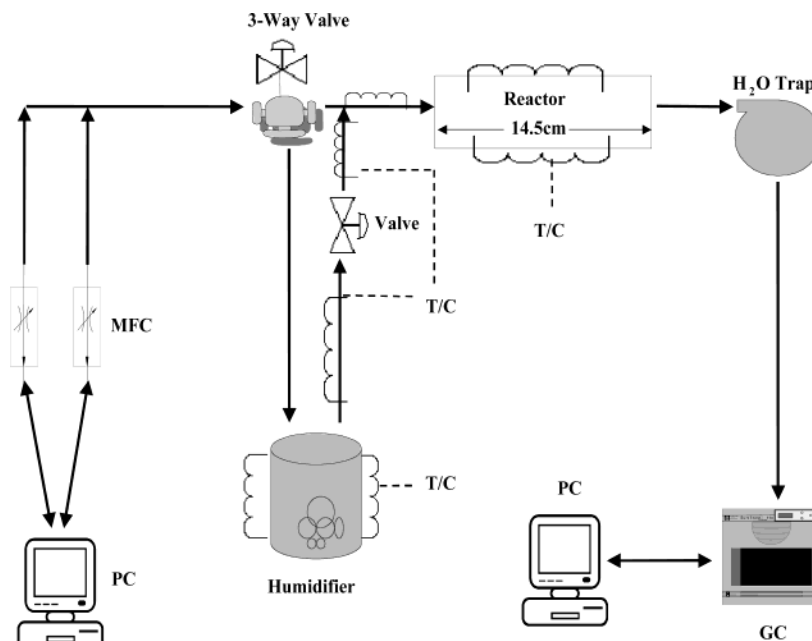 3-Way Valve
H2O Trap
Reactor
14.5cm
Valve
T/C
MFC
T/C
T/C
PC
PC
Humidifier
GC